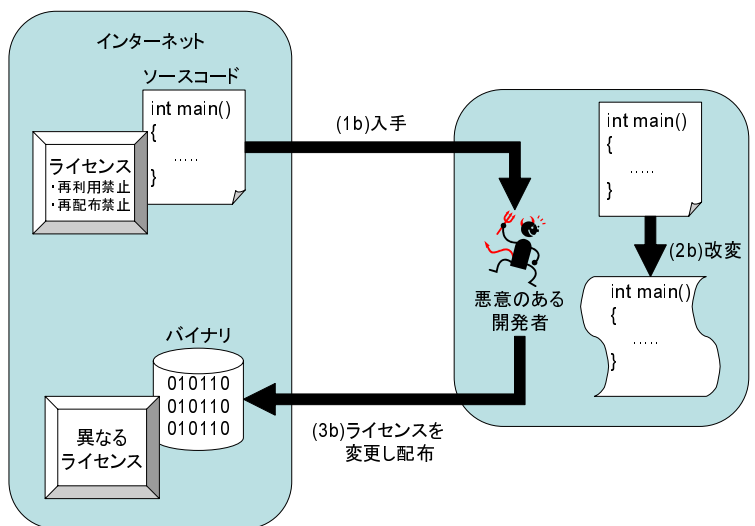 インターネット
ソースコード
int main()
{
.....
}
ライセンス
・再利用禁止
・再配布禁止
(1b)入手
int main()
{
.....
}
(2b)改変
悪意のある
開発者
int main()
{
.....
}
バイナリ
010110
010110
010110
異なる
ライセンス
(3b)ライセンスを
変更し配布